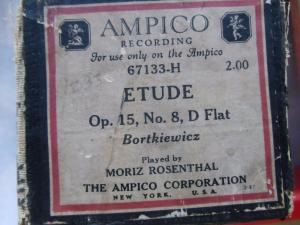 AMPICO
RECORDING
For use only on the Ampico
67133-H 2.00
ETUDE
Op. 15, No. 8, D Flat
Bortkiewicz
Played by
MORIZ ROSENTHAL
THE AMPICO CORPORATION
NEW YORK, U.S.A.